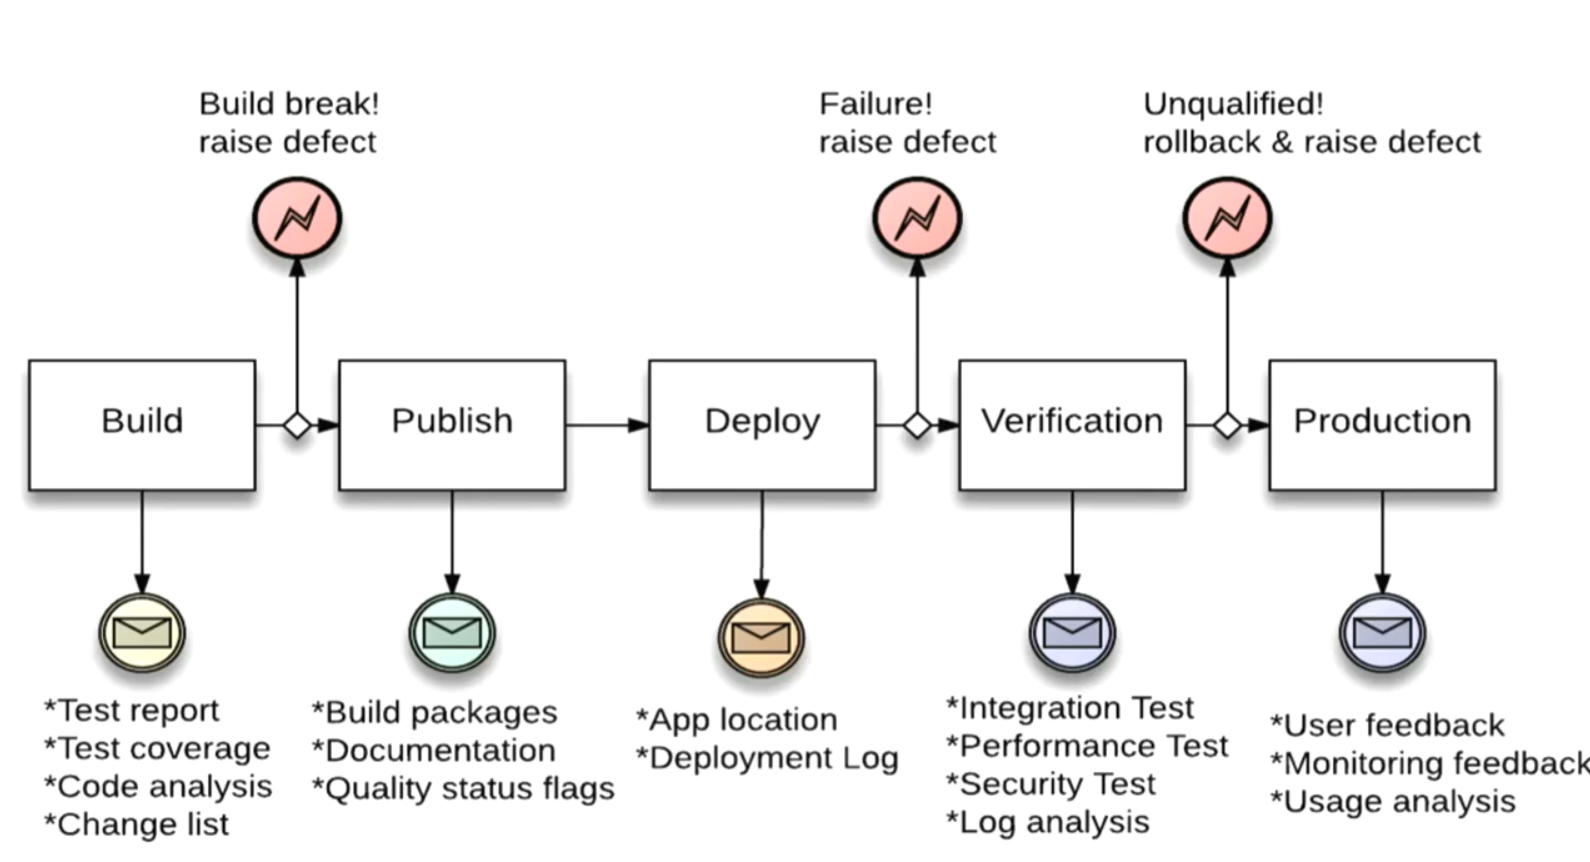 Build break!
raise defect
Failure!
raise defect
Unqualified!
rollback & raise defect
Build
Publish
Deploy
Verification
Production
*Test report
*Test coverage
*Code analysis
*Change list
*Build packages
*Documentation
*Quality status flags
*App location
*Deployment Log
*Integration Test
*Performance Test
*Security Test
*Log analysis
*User feedback
*Monitoring feedback
*Usage analysis